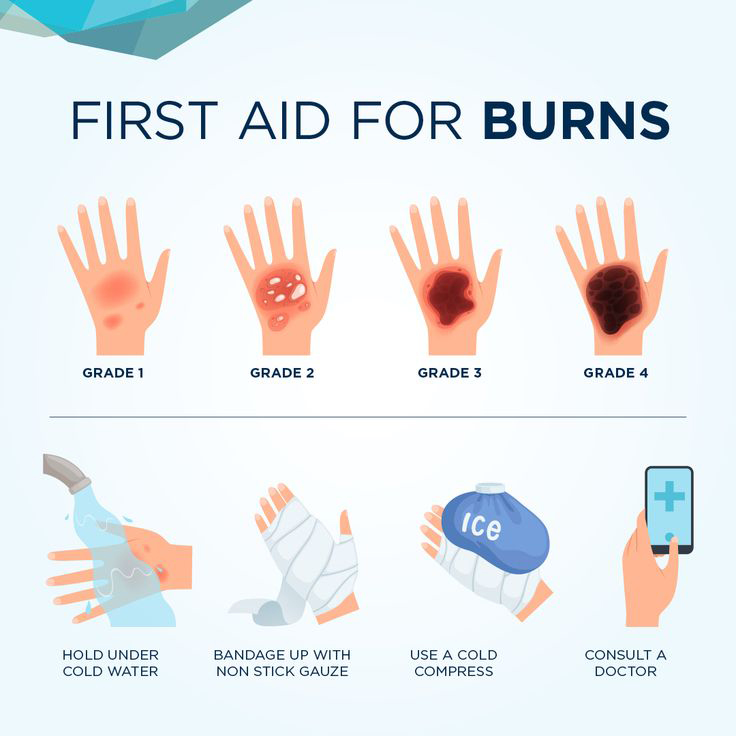 FIRST AID FOR BURNS
GRADE 1
GRADE 2
GRADE 3
GRADE 4
ICe
HOLD UNDER
COLD WATER
BANDAGE UP WITH
NON STICK GAUZE
USE A COLD
COMPRESS
CONSULT A
DOCTOR